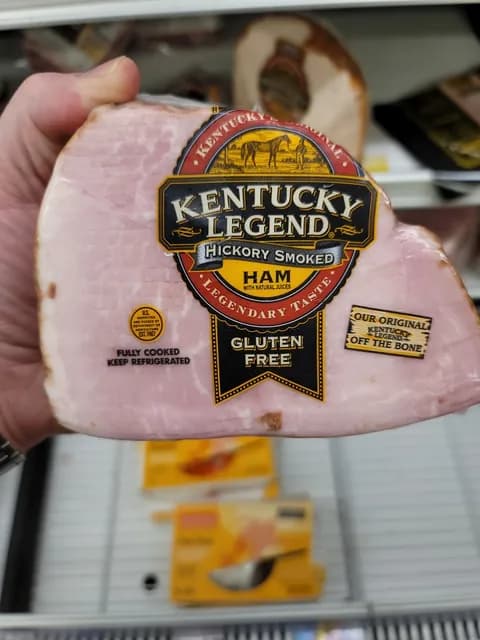 KENTUCKY'S ORIGINAL
KENTUCKY
LEGEND
HICKORY SMOKED
HAM
WITH NATURAL JUICES
LEGENDARY TASTE
GLUTEN
FREE
FULLY COOKED
KEEP REFRIGERATED
OUR ORIGINAL
KENTUCKY
LEGEND
OFF THE BONE